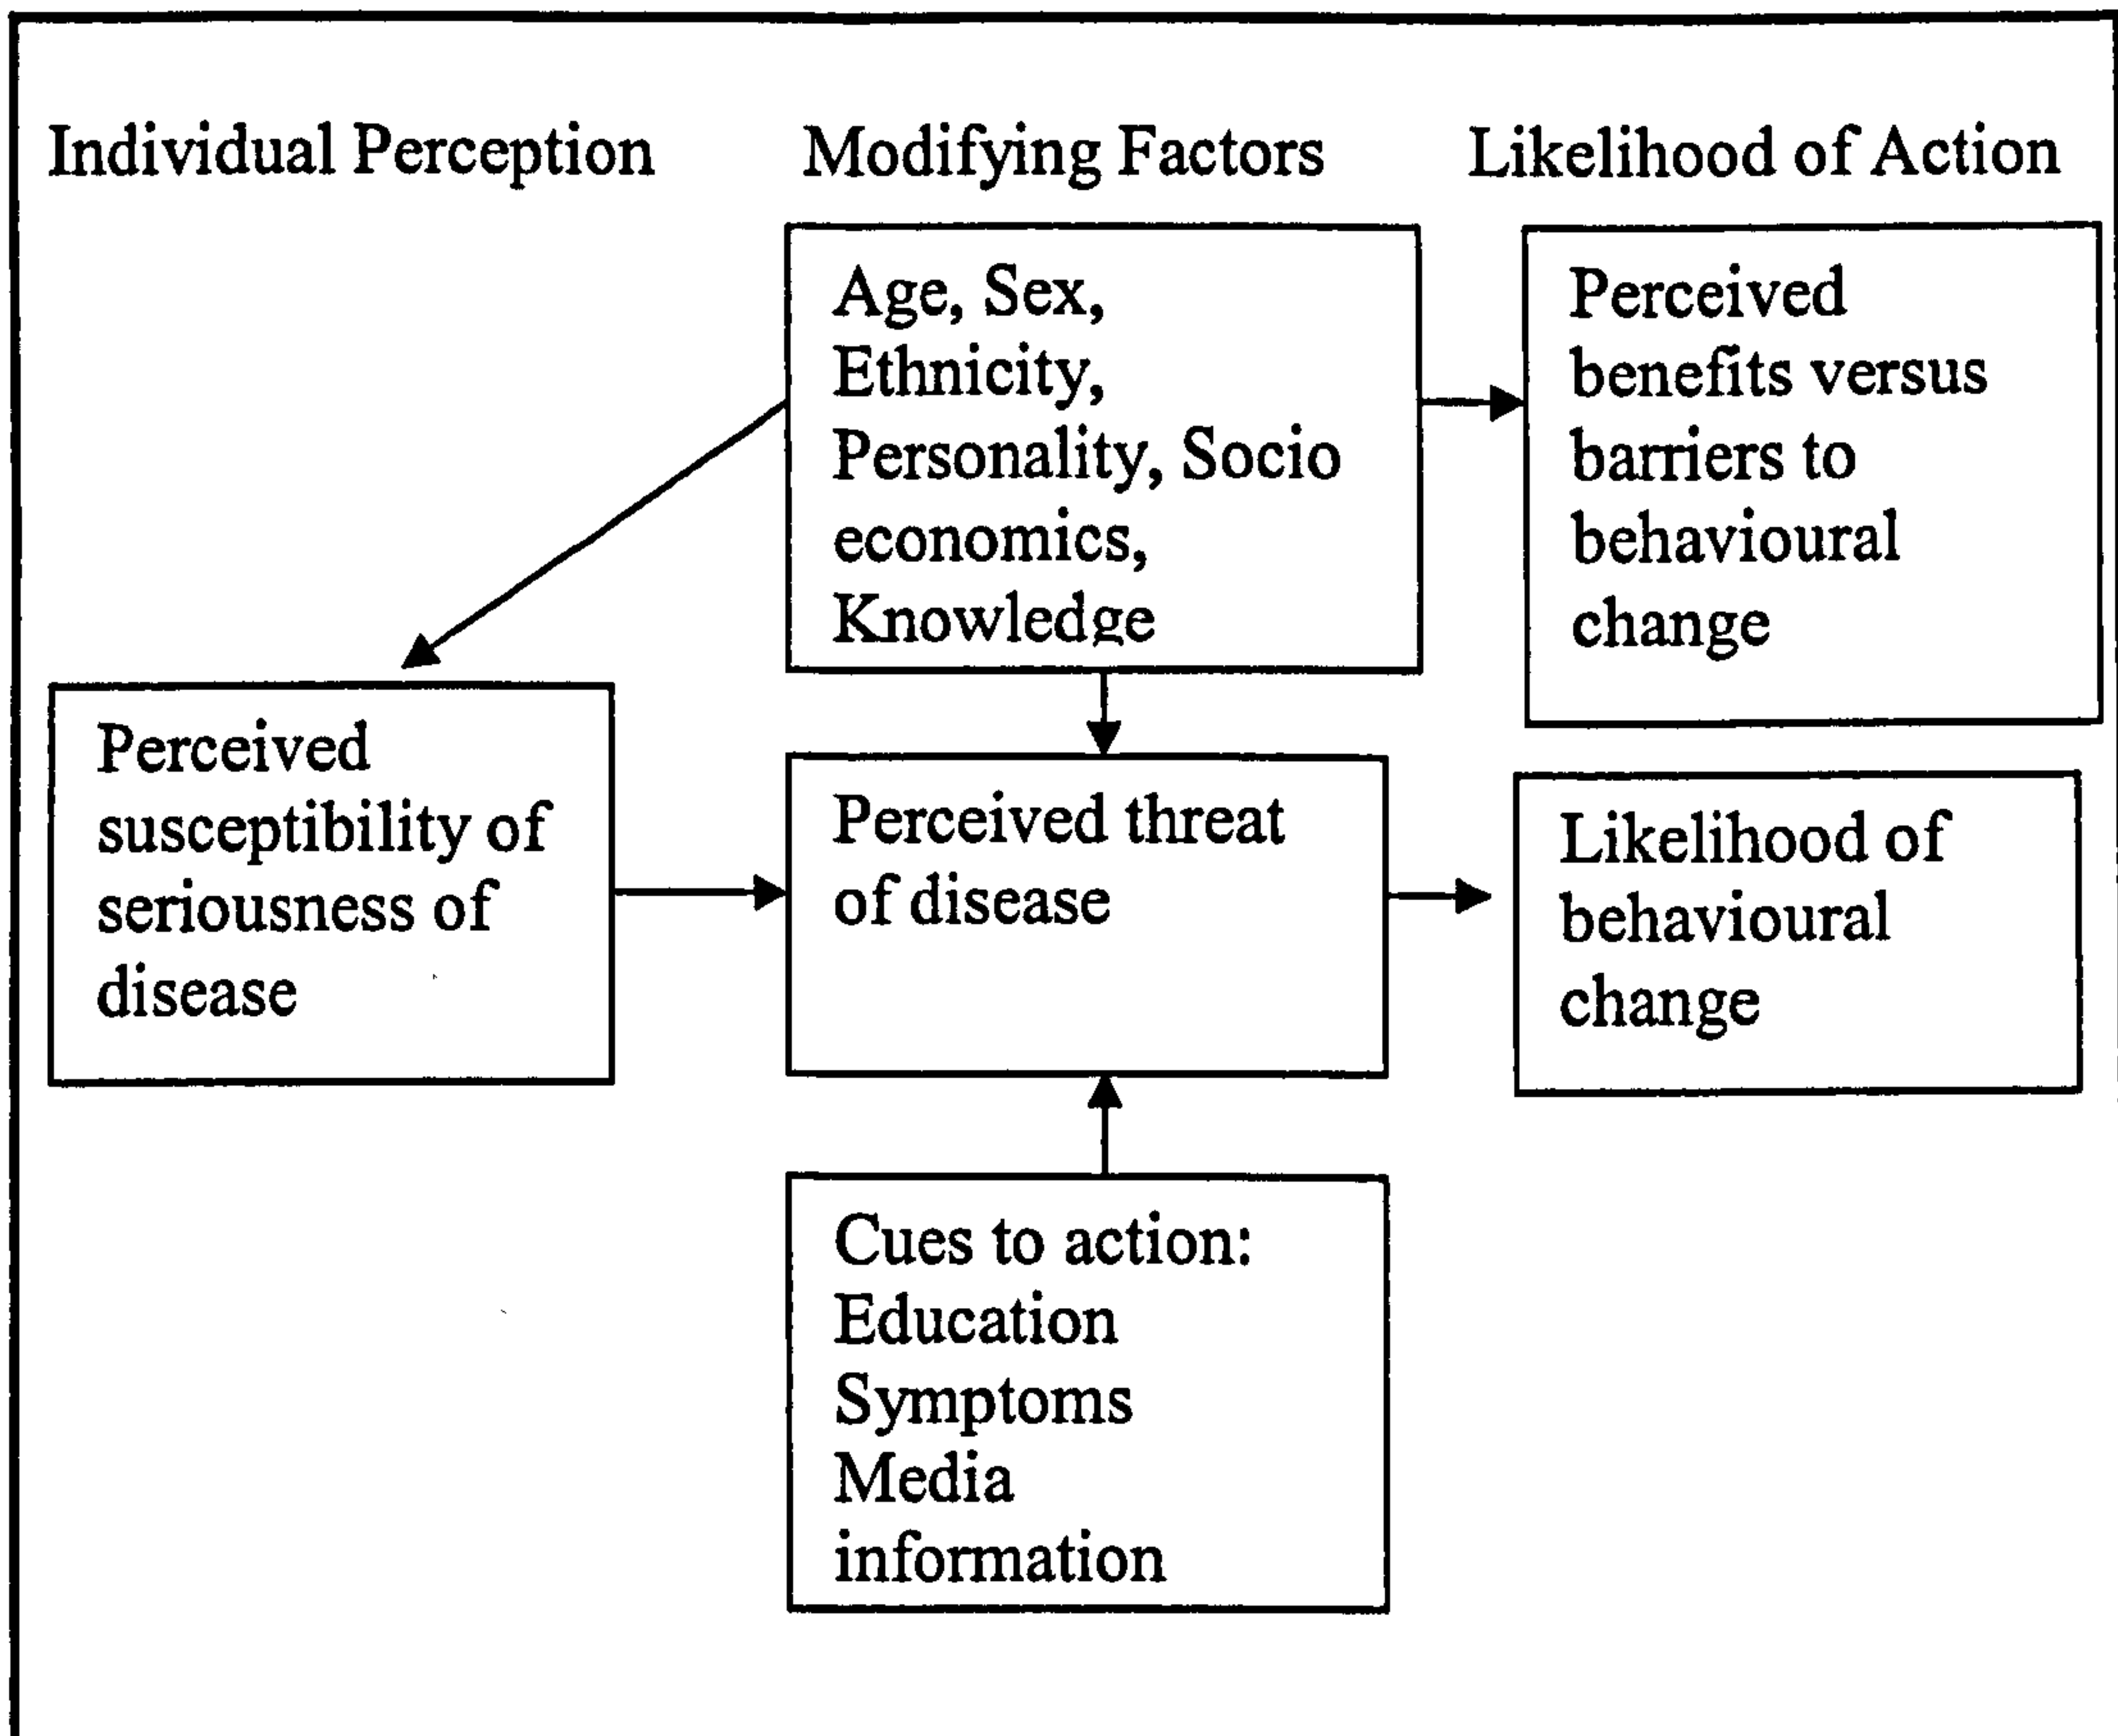 Individual Perception
Modifying Factors
Likelihood of Action
Age, Sex,
Ethnicity,
Personality, Socio
economics,
Knowledge
Perceived
benefits versus
barriers to
behavioural
change
Perceived
susceptibility of
seriousness of
disease
Perceived threat
of disease
Likelihood of
behavioural
change
Cues to action:
Education
Symptoms
Media
information